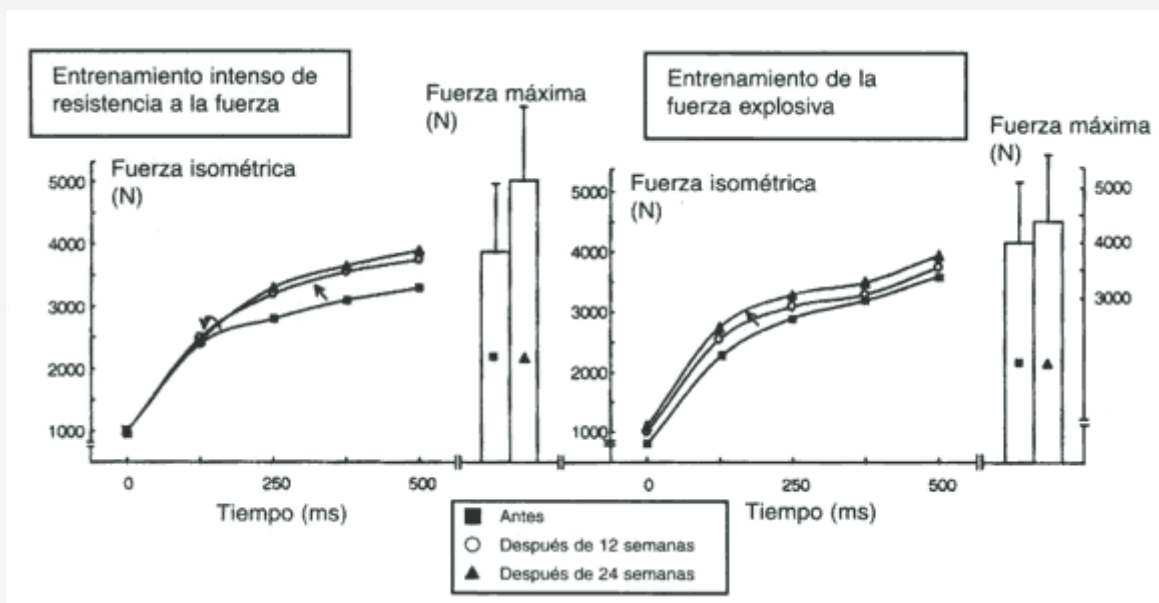 Entrenamiento intenso de
resistencia a la fuerza
Fuerza máxima
(N)
Fuerza isométrica
(N)
5000
4000
3000
2000
1000
0
250
500
Tiempo (ms)
Entrenamiento de la
fuerza explosiva
Fuerza máxima
(N)
Fuerza isométrica
(N)
5000
4000
3000
2000
1000
5000
4000
3000
0
250
500
Tiempo (ms)
Antes
Después de 12 semanas
Después de 24 semanas